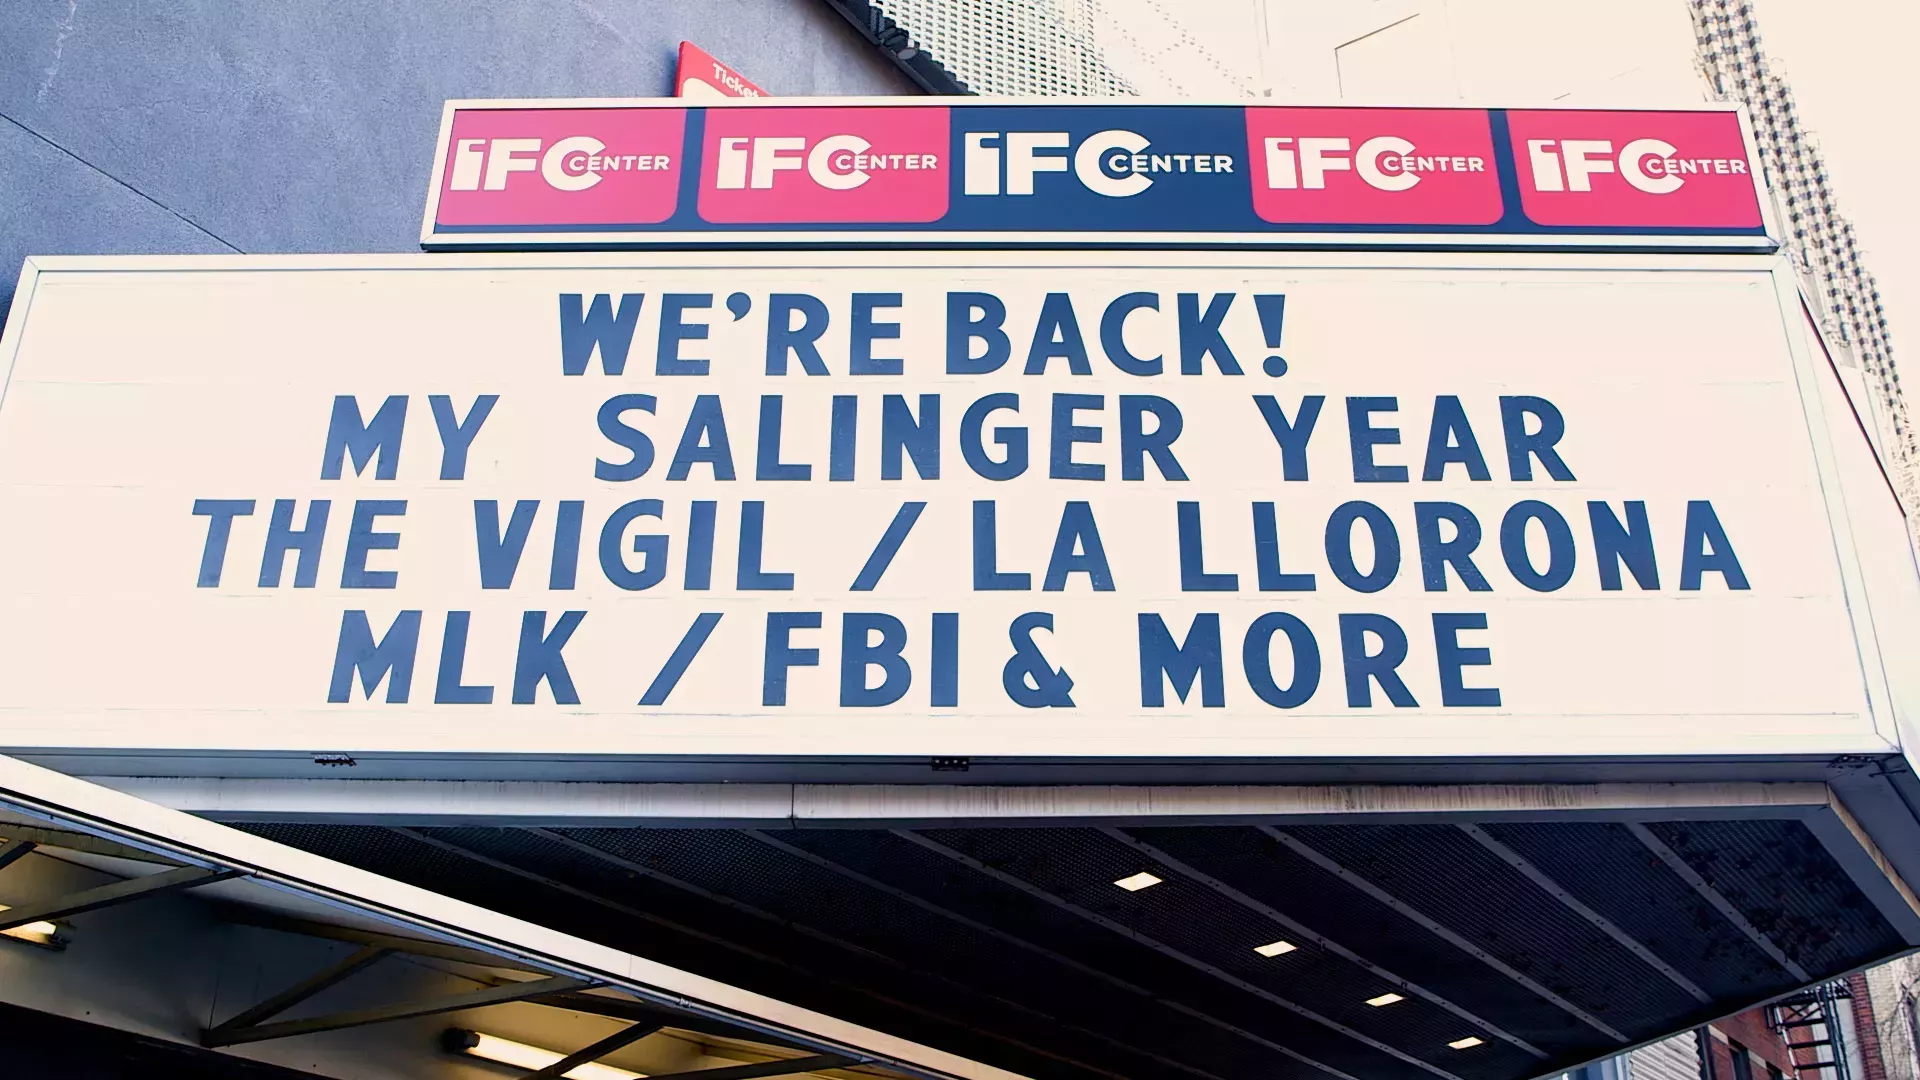 Tickets
iFC CENTER iFC CENTER iFC CENTER iFC CENTER iFC CENTER
WE'RE BACK!
MY SALINGER YEAR
THE VIGIL / LA LLORONA
MLK / FBI & MORE